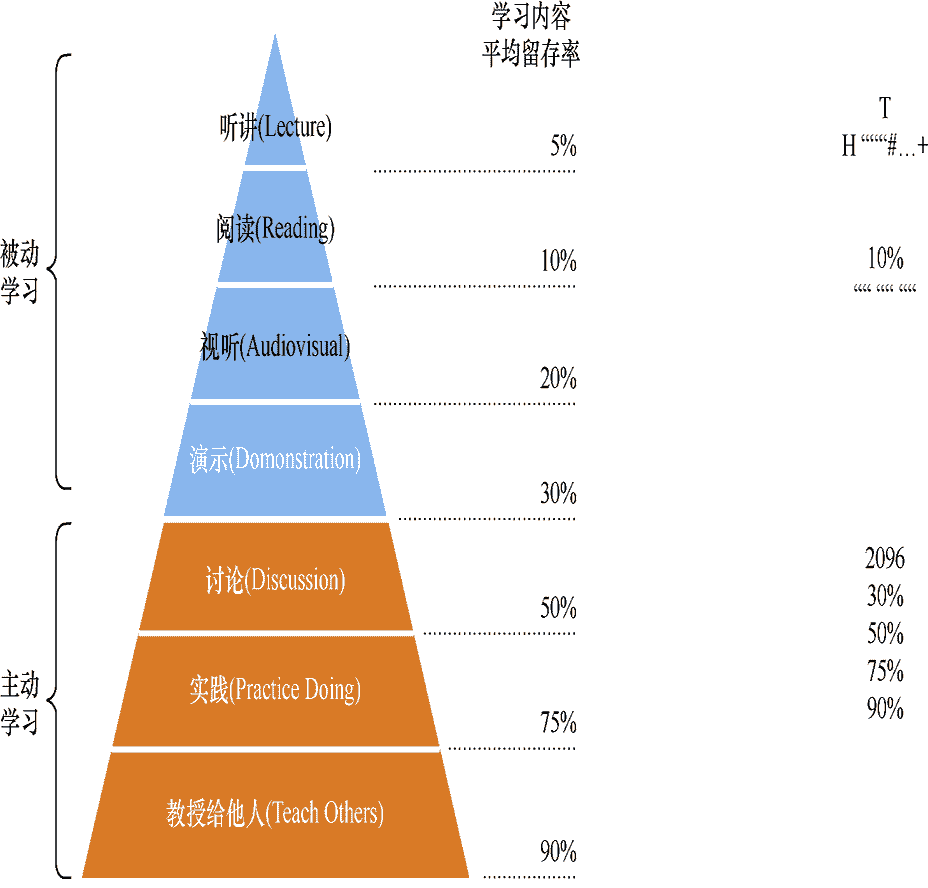 学习内容
平均留存率
听讲(Lecture)
5%
阅读(Reading)
10%
视听(Audiovisual)
20%
演示(Domonstration)
30%
被动
学习
讨论(Discussion)
50%
实践(Practice Doing)
75%
教授给他人(Teach Others)
90%
主动
学习
T
H “““#…+
10%
““ ““ ““
2096
30%
50%
75%
90%